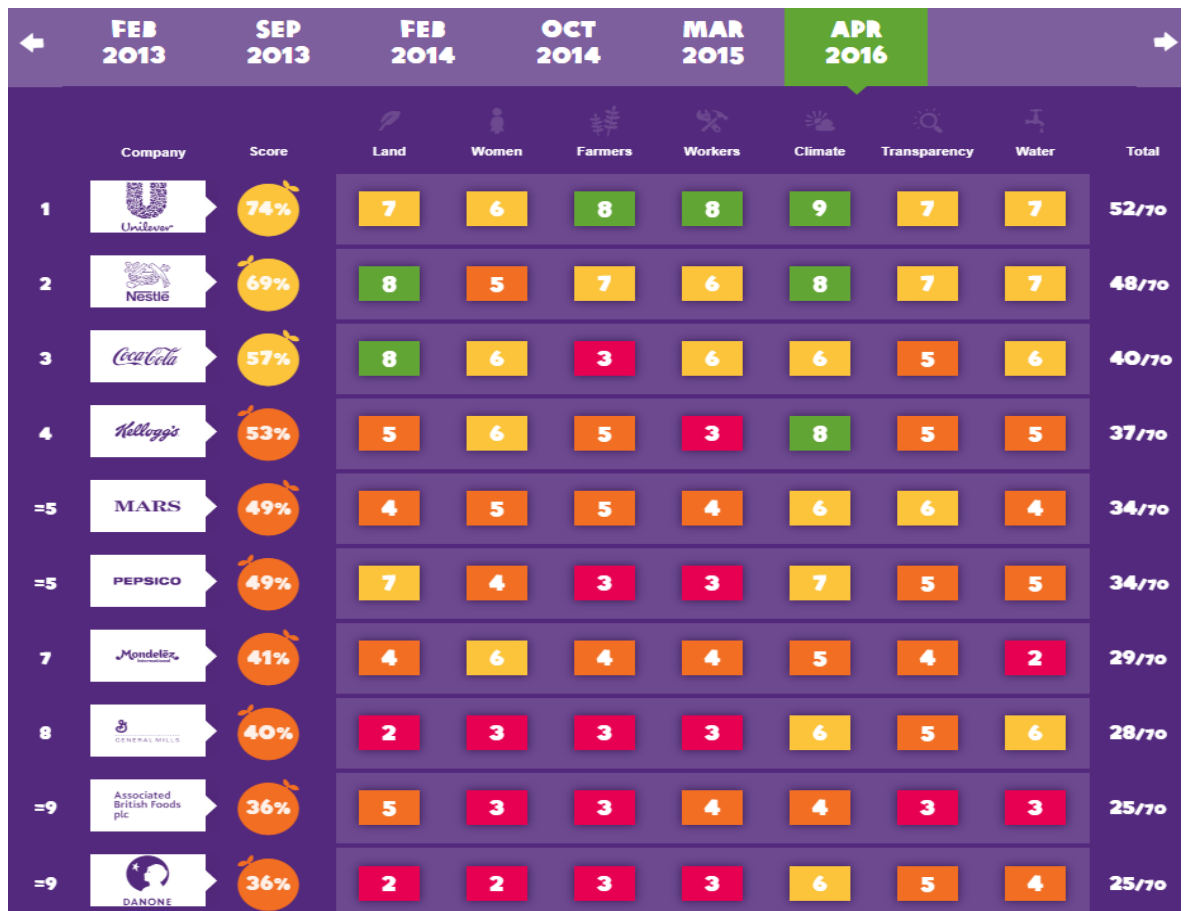 FEB 2013 SEP 2013 FEB 2014 OCT 2014 MAR 2015 APR 2016
Company Score Land Women Farmers Workers Climate Transparency Water Total
1 Unilever 74% 7 6 8 8 9 7 7 52/70
2 Nestlé 69% 8 5 7 6 8 7 7 48/70
3 Coca-Cola 57% 8 6 3 6 6 5 6 40/70
4 Kellogg's 53% 5 6 5 3 8 5 5 37/70
=5 MARS 49% 4 5 5 4 6 6 4 34/70
=5 PEPSICO 49% 7 4 3 3 7 5 5 34/70
7 Mondelēz International 41% 4 6 4 4 5 4 2 29/70
8 G GENERAL MILLS 40% 2 3 3 3 6 5 6 28/70
=9 Associated British Foods plc 36% 5 3 3 4 4 3 3 25/70
=9 DANONE 36% 2 2 3 3 6 5 4 25/70